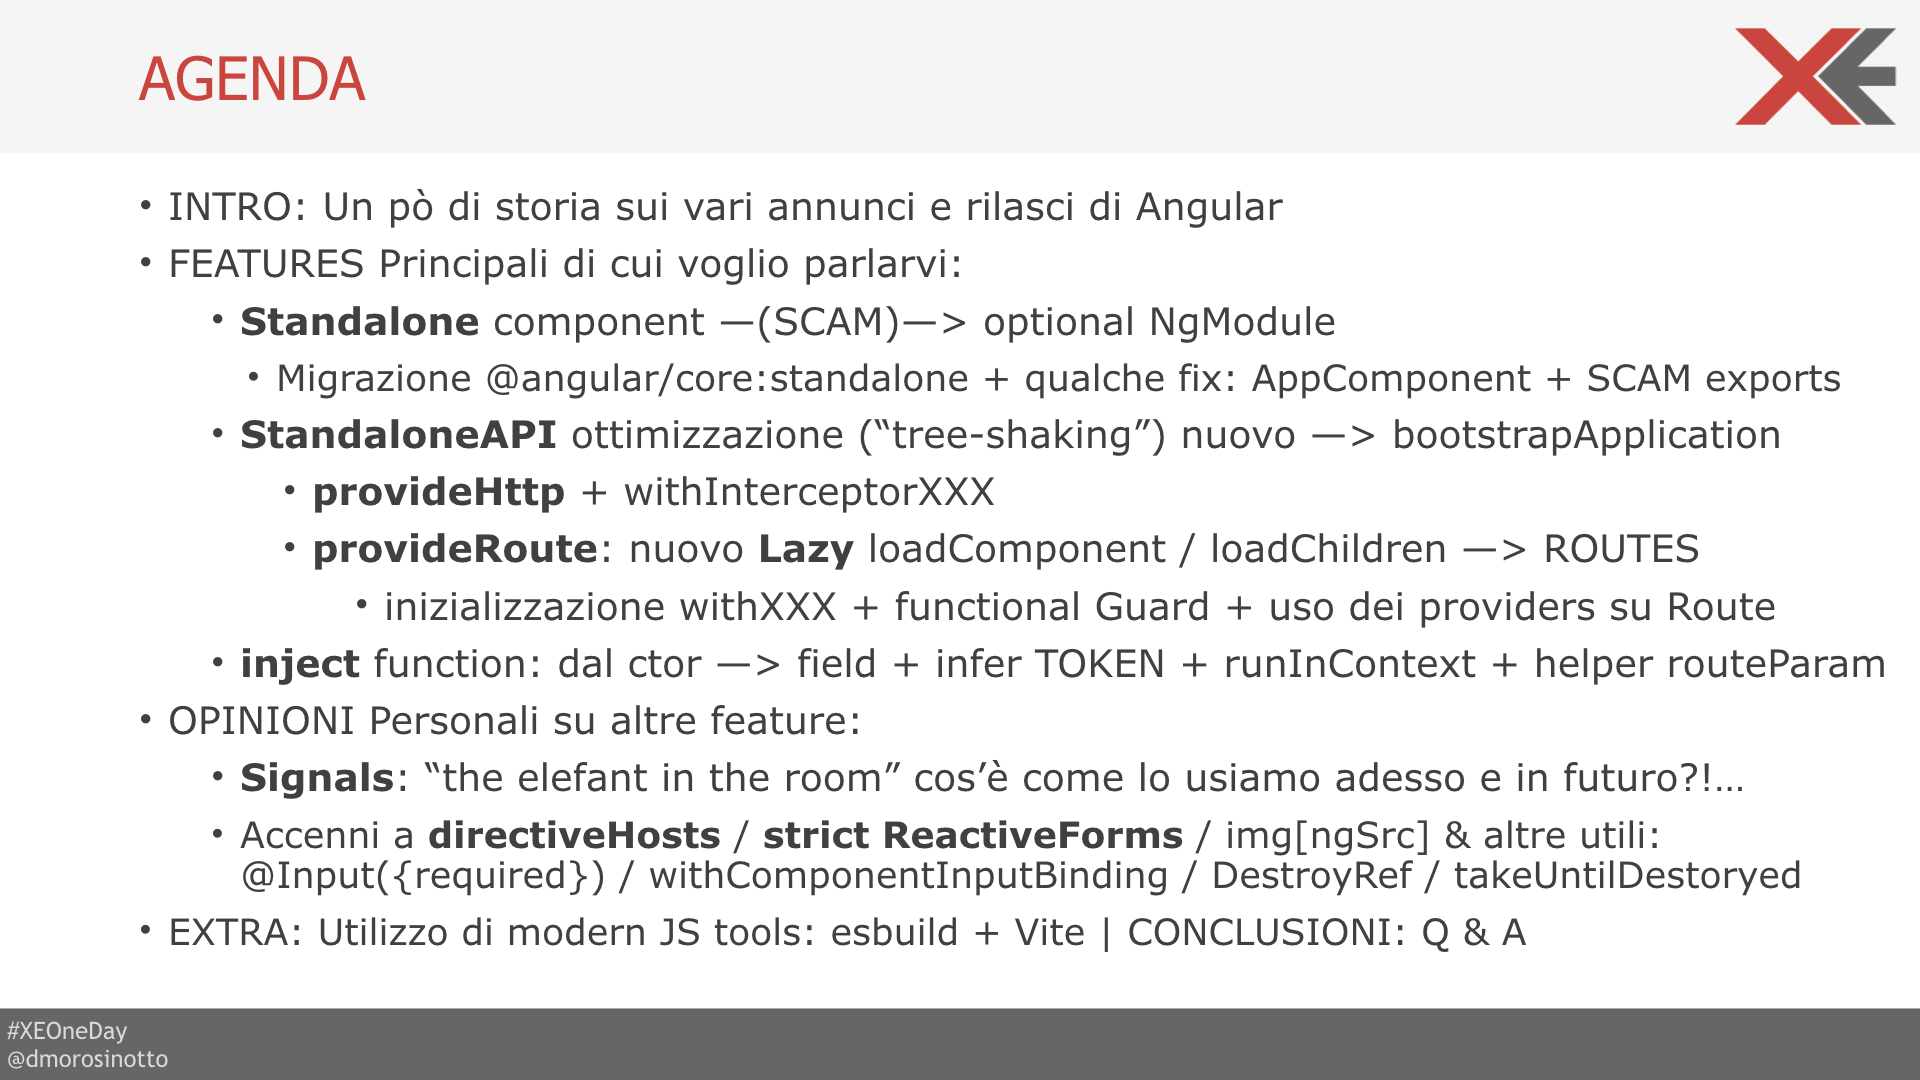 AGENDA
XE
• INTRO: Un pò di storia sui vari annunci e rilasci di Angular
• FEATURES Principali di cui voglio parlarvi:
• Standalone component —(SCAM)—> optional NgModule
• Migrazione @angular/core:standalone + qualche fix: AppComponent + SCAM exports
• StandaloneAPI ottimizzazione (“tree-shaking”) nuovo —> bootstrapApplication
• provideHttp + withInterceptorXXX
• provideRoute: nuovo Lazy loadComponent / loadChildren —> ROUTES
• inizializzazione withXXX + functional Guard + uso dei providers su Route
• inject function: dal ctor —> field + infer TOKEN + runInContext + helper routeParam
• OPINIONI Personali su altre feature:
• Signals: “the elefant in the room” cos’è come lo usiamo adesso e in futuro?!…
• Accenni a directiveHosts / strict ReactiveForms / img[ngSrc] & altre utili:
@Input({required}) / withComponentInputBinding / DestroyRef / takeUntilDestoryed
• EXTRA: Utilizzo di modern JS tools: esbuild + Vite | CONCLUSIONI: Q & A
#XEOneDay
@dmorosinotto